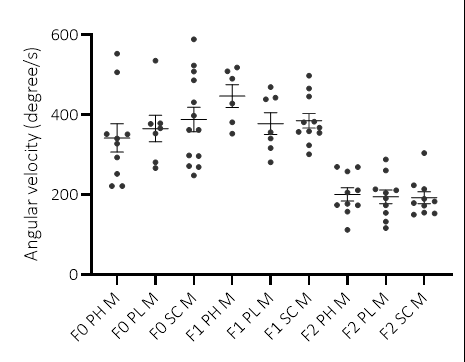 Angular velocity (degree/s)
600
400
200
0
F0 PH M
F0 PL M
F0 SC M
F1 PH M
F1 PL M
F1 SC M
F2 PH M
F2 PL M
F2 SC M